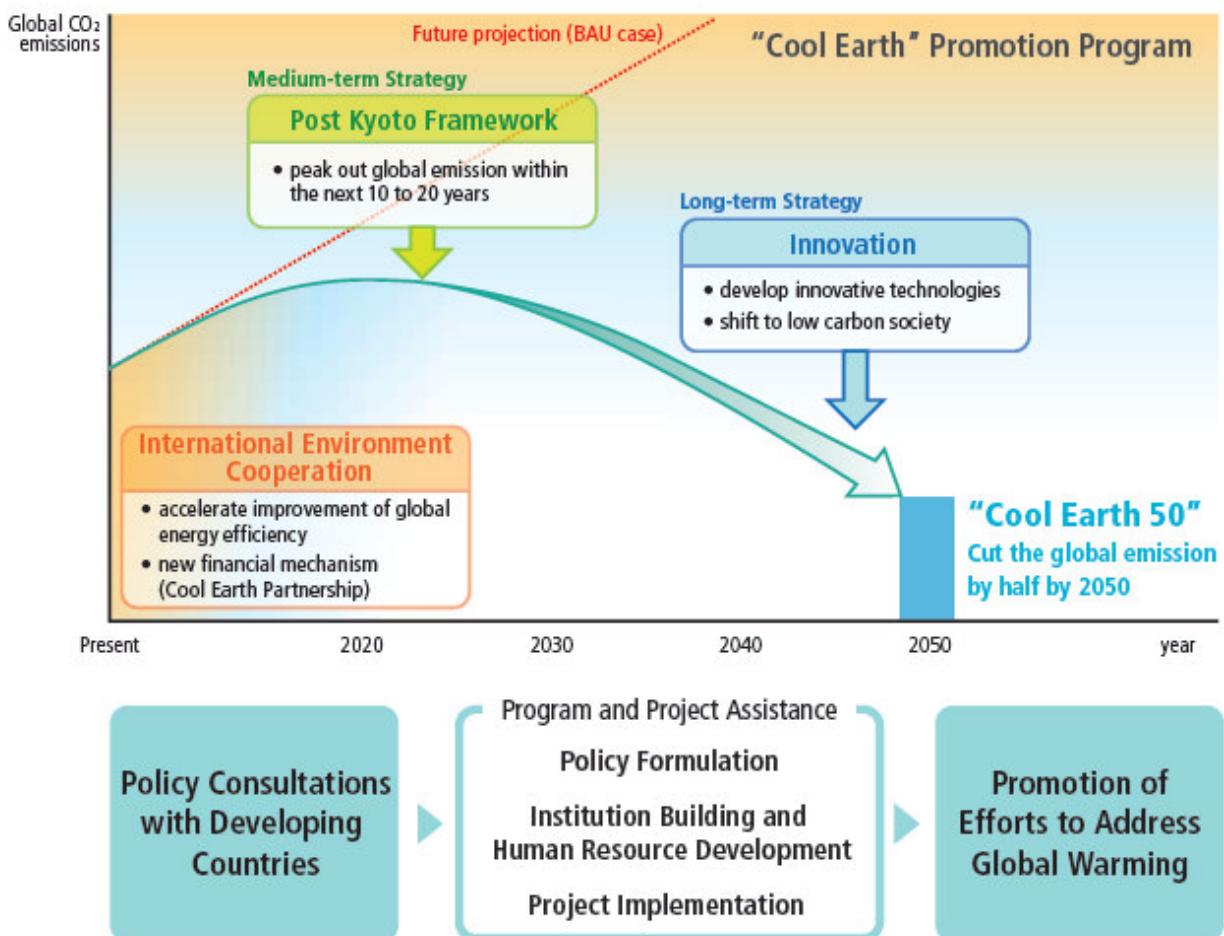 Global CO₂
emissions
Future projection (BAU case)
“Cool Earth” Promotion Program
Medium-term Strategy
Post Kyoto Framework
• peak out global emission within
the next 10 to 20 years
Long-term Strategy
Innovation
• develop innovative technologies
• shift to low carbon society
International Environment
Cooperation
• accelerate improvement of global
energy efficiency
• new financial mechanism
(Cool Earth Partnership)
“Cool Earth 50”
Cut the global emission
by half by 2050
Present 2020 2030 2040 2050 year
Policy Consultations
with Developing
Countries
Program and Project Assistance
Policy Formulation
Institution Building and
Human Resource Development
Project Implementation
Promotion of
Efforts to Address
Global Warming